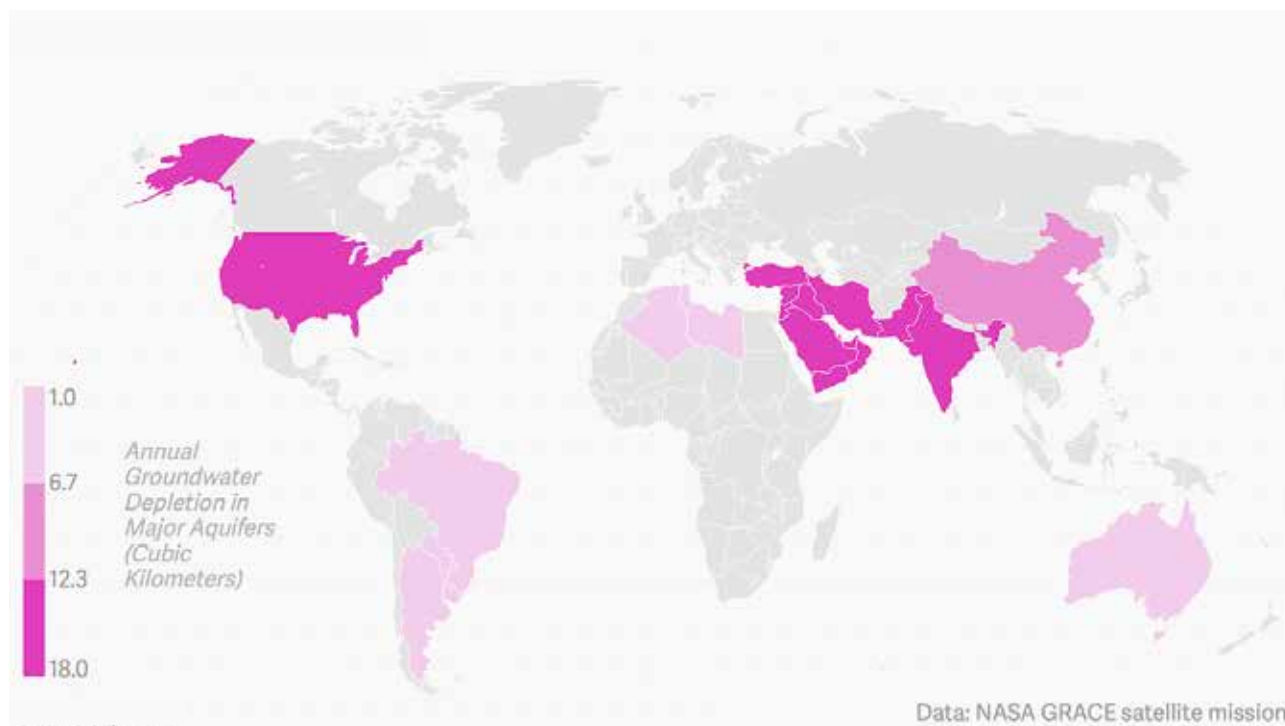 1.0
6.7
12.3
18.0
Annual
Groundwater
Depletion in
Major Aquifers
(Cubic
Kilometers)
Data: NASA GRACE satellite mission